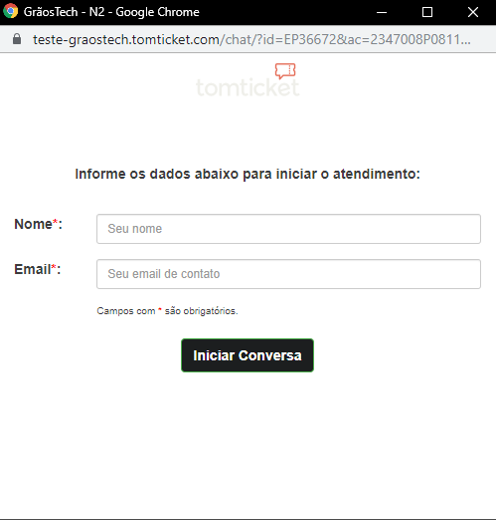 GrãosTech - N2 - Google Chrome
teste-graostech.tomticket.com/chat/?id=EP36672&ac=2347008P0811...
tomticket
Informe os dados abaixo para iniciar o atendimento:
Nome*:
Seu nome
Email*:
Seu email de contato
Campos com * são obrigatórios.
Iniciar Conversa